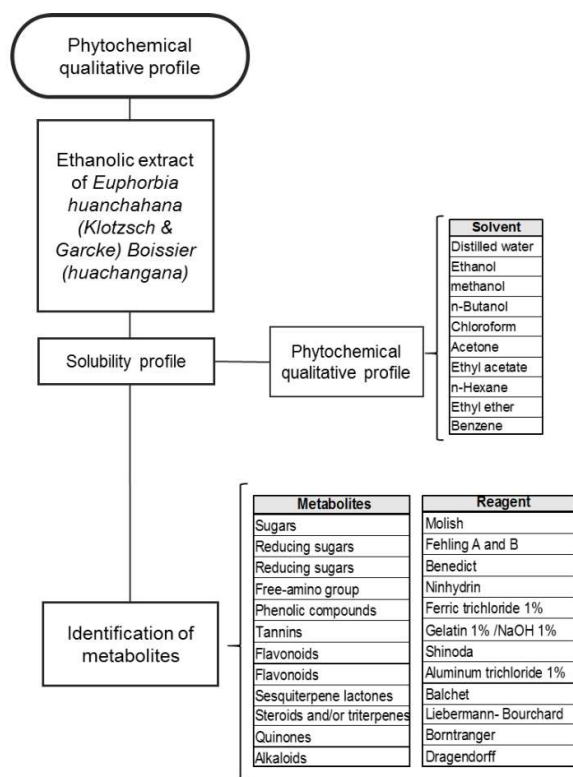 Phytochemical
qualitative profile
Ethanolic extract
of Euphorbia
huanchahana
(Klotzsch &
Garcke) Boissier
(huachangana)
Solubility profile
Phytochemical
qualitative profile
Solvent
Distilled water
Ethanol
methanol
n-Butanol
Chloroform
Acetone
Ethyl acetate
n-Hexane
Ethyl ether
Benzene
Identification of
metabolites
Metabolites
Sugars
Reducing sugars
Reducing sugars
Free-amino group
Phenolic compounds
Tannins
Flavonoids
Flavonoids
Sesquiterpene lactones
Steroids and/or triterpenes
Quinones
Alkaloids
Reagent
Molish
Fehling A and B
Benedict
Ninhydrin
Ferric trichloride 1%
Gelatin 1% /NaOH 1%
Shinoda
Aluminum trichloride 1%
Balchet
Liebermann- Bourchard
Borntranger
Dragendorff